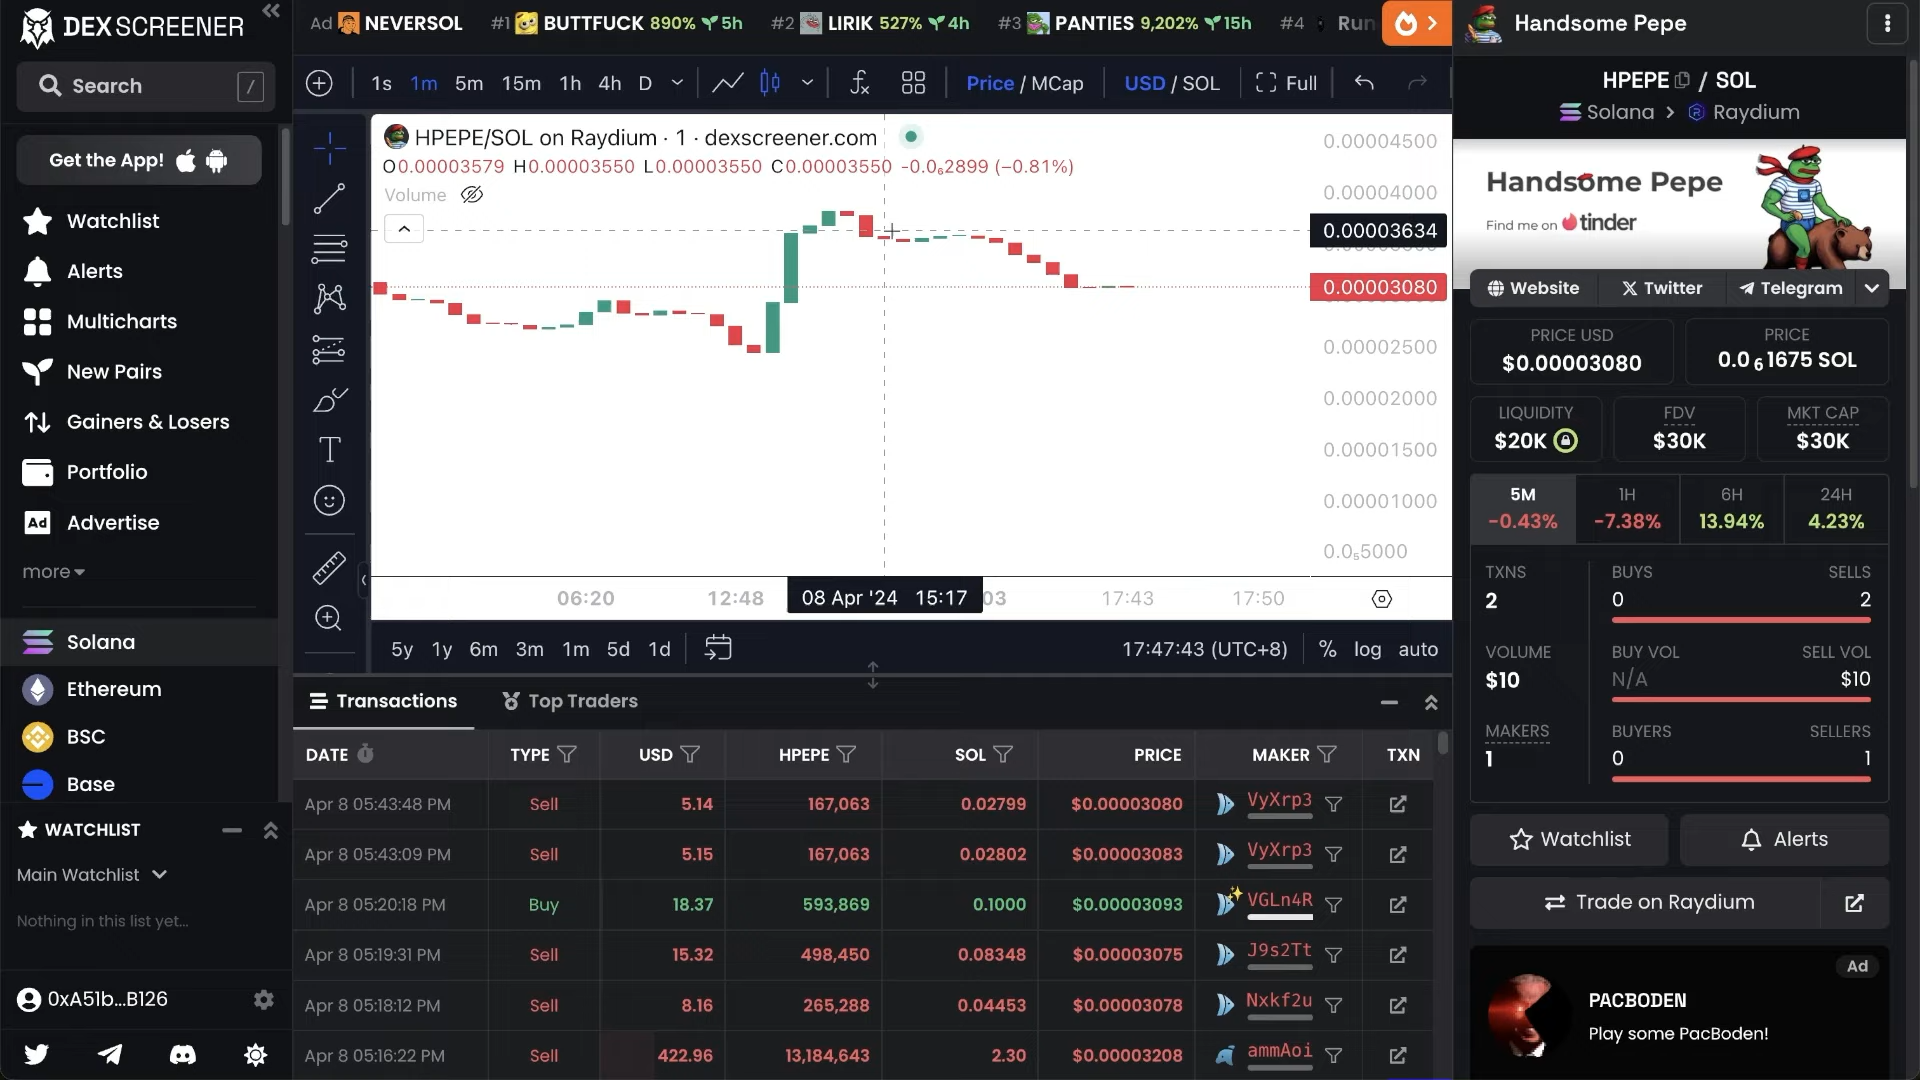 DEX SCREENER
Search
/
Get the App!
Watchlist
Alerts
Multicharts
New Pairs
Gainers & Losers
Portfolio
Ad Advertise
more
Solana
Ethereum
BSC
Base
WATCHLIST
Main Watchlist
Nothing in this list yet...
0xA51b...B126
Ad NEVERSOL #1 BUTTFUCK 890% 5h #2 LIRIK 527% 4h #3 PANTIES 9,202% 15h #4 Run
1s 1m 5m 15m 1h 4h D Price / MCap USD / SOL Full
HPEPE/SOL on Raydium · 1 · dexscreener.com
O0.00003579 H0.00003550 L0.00003550 C0.00003550 -0.0₆2899 (−0.81%)
Volume
0.00004500
0.00004000
0.00003634
0.00003080
0.00002500
0.00002000
0.00001500
0.00001000
0.0₅5000
06:20 12:48 08 Apr '24 15:17 03 17:43 17:50
5y 1y 6m 3m 1m 5d 1d 17:47:43 (UTC+8) % log auto
Transactions Top Traders
DATE TYPE USD HPEPE SOL PRICE MAKER TXN
Apr 8 05:43:48 PM Sell 5.14 167,063 0.02799 $0.00003080 VyXrp3
Apr 8 05:43:09 PM Sell 5.15 167,063 0.02802 $0.00003083 VyXrp3
Apr 8 05:20:18 PM Buy 18.37 593,869 0.1000 $0.00003093 VGLn4R
Apr 8 05:19:31 PM Sell 15.32 498,450 0.08348 $0.00003075 J9s2Tt
Apr 8 05:18:12 PM Sell 8.16 265,288 0.04453 $0.00003078 Nxkf2u
Apr 8 05:16:22 PM Sell 422.96 13,184,643 2.30 $0.00003208 ammAoi
Handsome Pepe
HPEPE / SOL
Solana > Raydium
Handsome Pepe
Find me on tinder
Website Twitter Telegram
PRICE USD PRICE
$0.00003080 0.0₆1675 SOL
LIQUIDITY FDV MKT CAP
$20K $30K $30K
5M 1H 6H 24H
-0.43% -7.38% 13.94% 4.23%
TXNS BUYS SELLS
2 0 2
VOLUME BUY VOL SELL VOL
$10 N/A $10
MAKERS BUYERS SELLERS
1 0 1
Watchlist Alerts
Trade on Raydium
Ad
PACBODEN
Play some PacBoden!